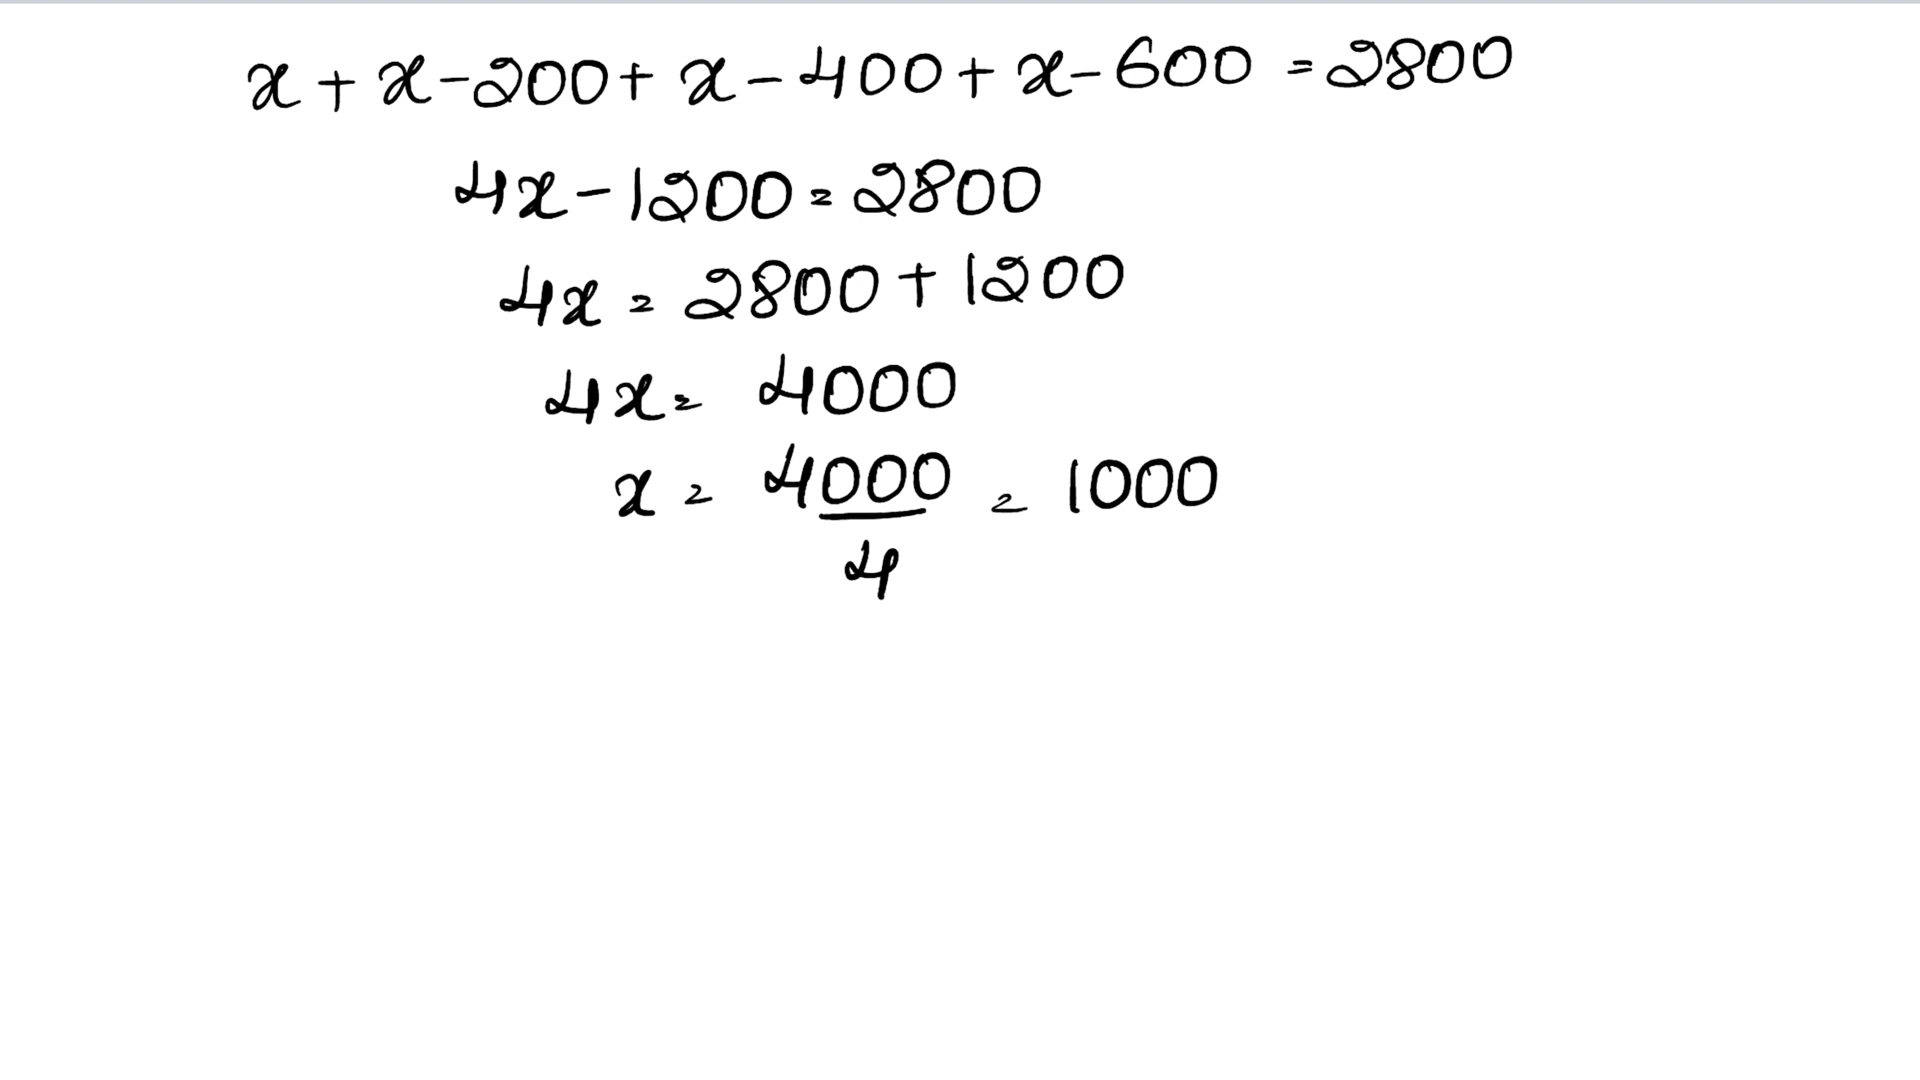 x + x - 200 + x - 400 + x - 600 = 2800
4x - 1200 = 2800
4x = 2800 + 1200
4x = 4000
x = 4000/4 = 1000